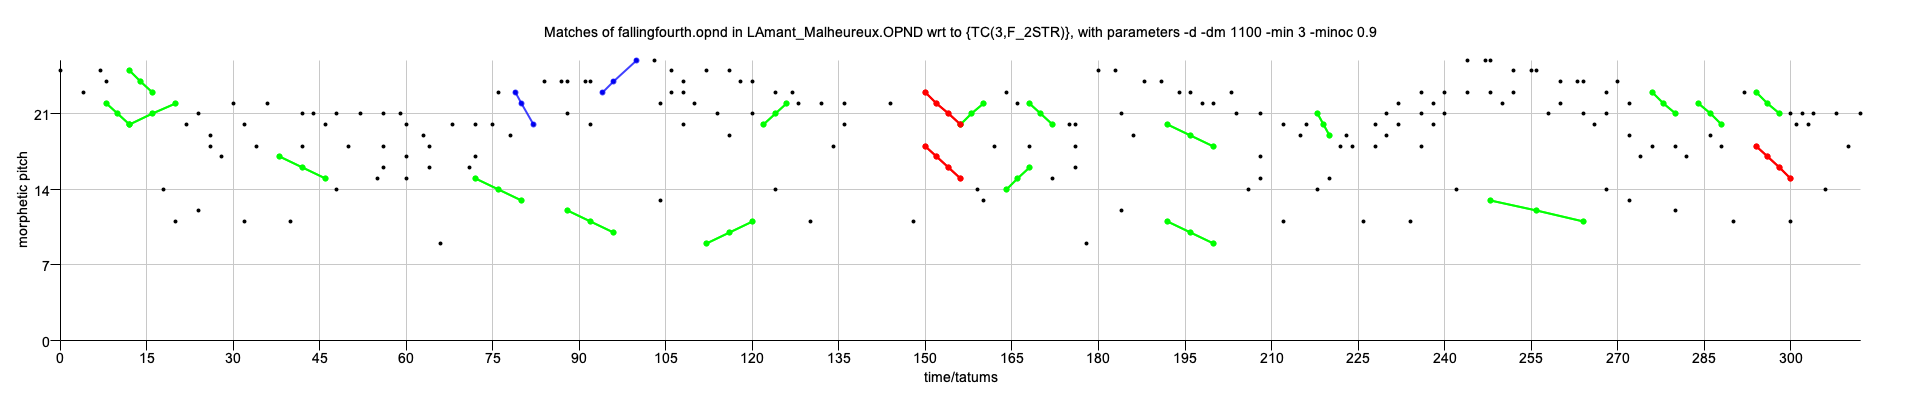 Matches of fallingfourth.opnd in LAmant_Malheureux.OPND wrt to {TC(3,F_2STR)}, with parameters -d -dm 1100 -min 3 -minoc 0.9
morphetic pitch
21
14
7
0
0 15 30 45 60 75 90 105 120 135 150 165 180 195 210 225 240 255 270 285 300
time/tatums